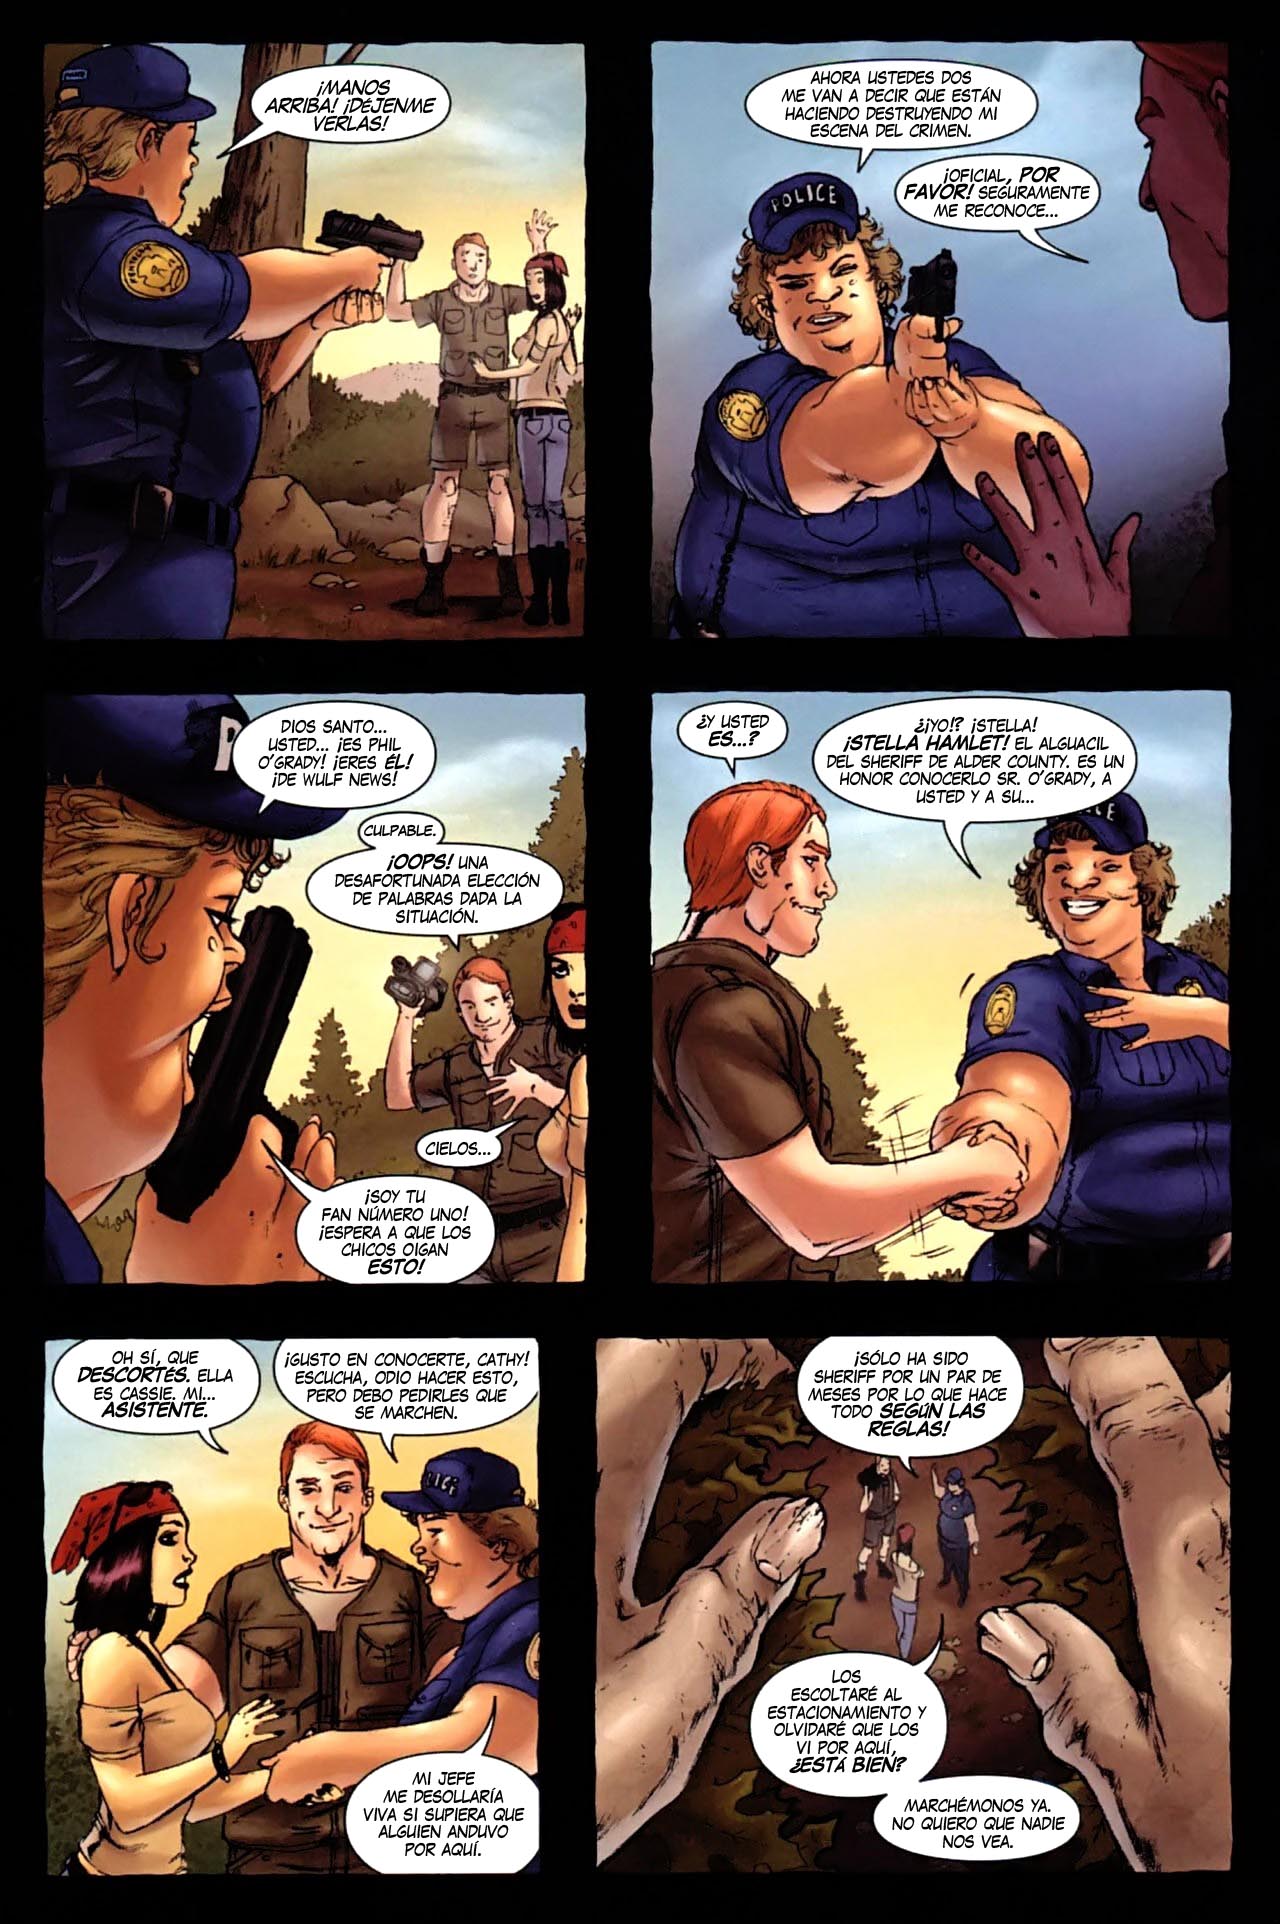 ¡MANOS
ARRIBA! ¡DÉJENME
VERLAS!
AHORA USTEDES DOS
ME VAN A DECIR QUE ESTÁN
HACIENDO DESTRUYENDO MI
ESCENA DEL CRIMEN.
¡OFICIAL, POR
FAVOR! SEGURAMENTE
ME RECONOCE...
POLICE
DIOS SANTO...
USTED... ¡ES PHIL
O'GRADY! ¡ERES ÉL!
¡DE WULF NEWS!
CULPABLE.
¡OOPS! UNA
DESAFORTUNADA ELECCIÓN
DE PALABRAS DADA LA
SITUACIÓN.
CIELOS...
¡SOY TU
FAN NÚMERO UNO!
¡ESPERA A QUE LOS
CHICOS OIGAN
ESTO!
¿Y USTED
ES...?
¿¡YO!? ¡STELLA!
¡STELLA HAMLET! EL ALGUACIL
DEL SHERIFF DE ALDER COUNTY. ES UN
HONOR CONOCERLO SR. O'GRADY, A
USTED Y A SU...
OH SÍ, QUE
DESCORTÉS. ELLA
ES CASSIE. MI...
ASISTENTE.
¡GUSTO EN CONOCERTE, CATHY!
ESCUCHA, ODIO HACER ESTO,
PERO DEBO PEDIRLES QUE
SE MARCHEN.
MI JEFE
ME DESOLLARÍA
VIVA SI SUPIERA QUE
ALGUIEN ANDUVO
POR AQUÍ.
¡SÓLO HA SIDO
SHERIFF POR UN PAR DE
MESES POR LO QUE HACE
TODO SEGÚN LAS
REGLAS!
LOS
ESCOLTARÉ AL
ESTACIONAMIENTO Y
OLVIDARÉ QUE LOS
VI POR AQUÍ,
¿ESTÁ BIEN?
MARCHÉMONOS YA.
NO QUIERO QUE NADIE
NOS VEA.